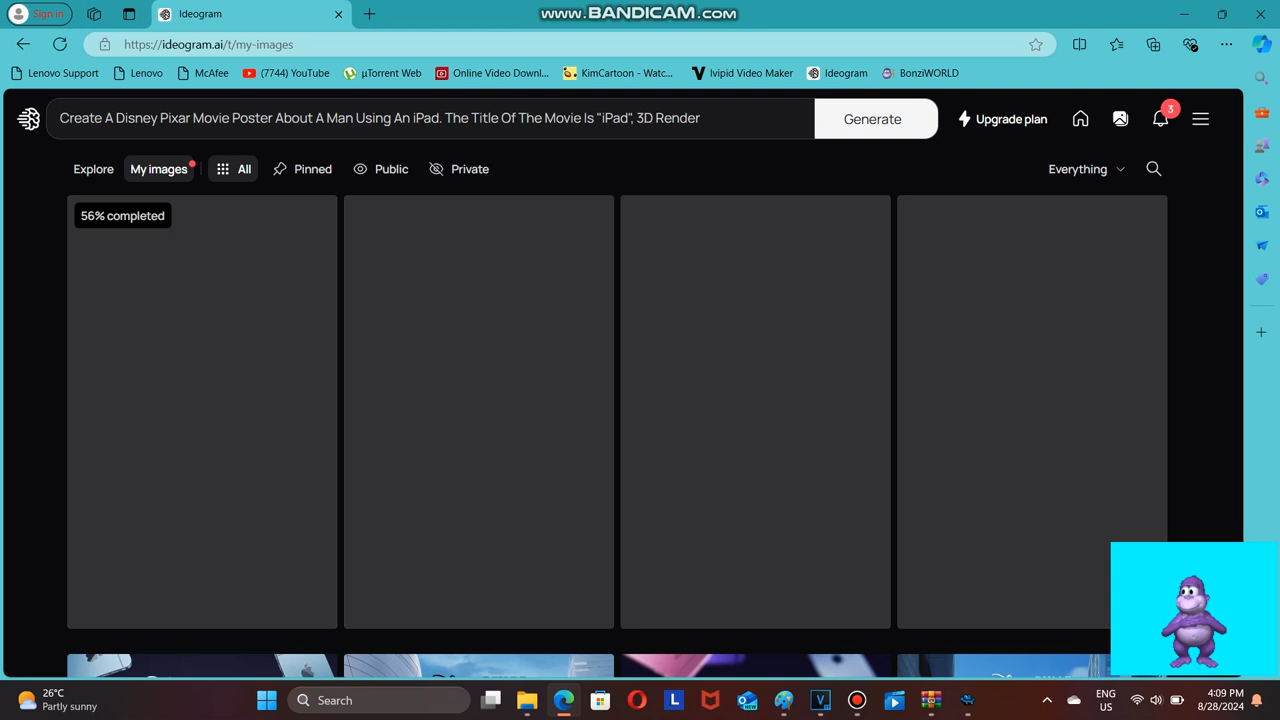 Sign in
Ideogram
www.BANDICAM.com
https://ideogram.ai/t/my-images
Lenovo Support
Lenovo
McAfee
(7744) YouTube
µTorrent Web
Online Video Downl...
KimCartoon - Watc...
Ivipid Video Maker
Ideogram
BonziWORLD
Create A Disney Pixar Movie Poster About A Man Using An iPad. The Title Of The Movie Is "iPad", 3D Render
Generate
Upgrade plan
3
Explore
My images
All
Pinned
Public
Private
Everything
56% completed
26°C
Partly sunny
Search
NEW
L
V
ENG
US
4:09 PM
8/28/2024